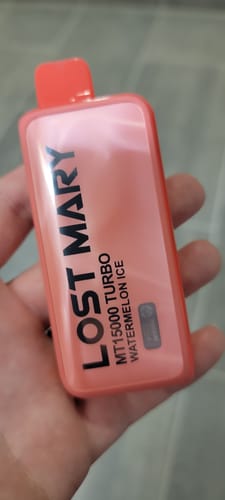 LOST MARY
MT15000 TURBO
WATERMELON ICE